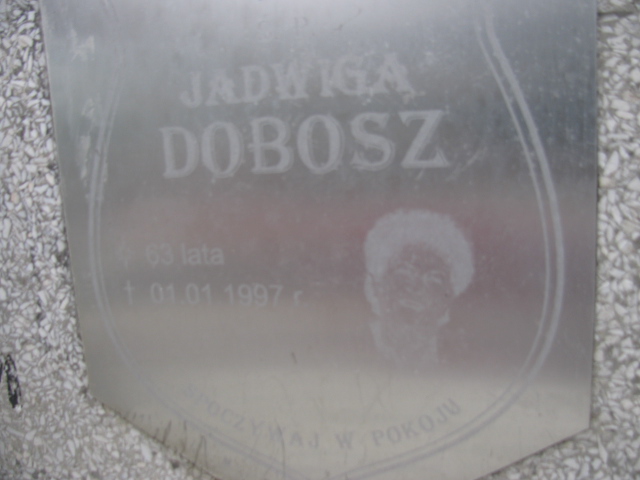 JADWIGA
DOBOSZ
63 lata
† 01.01 1997 r
SPOCZYWAJ W POKOJU